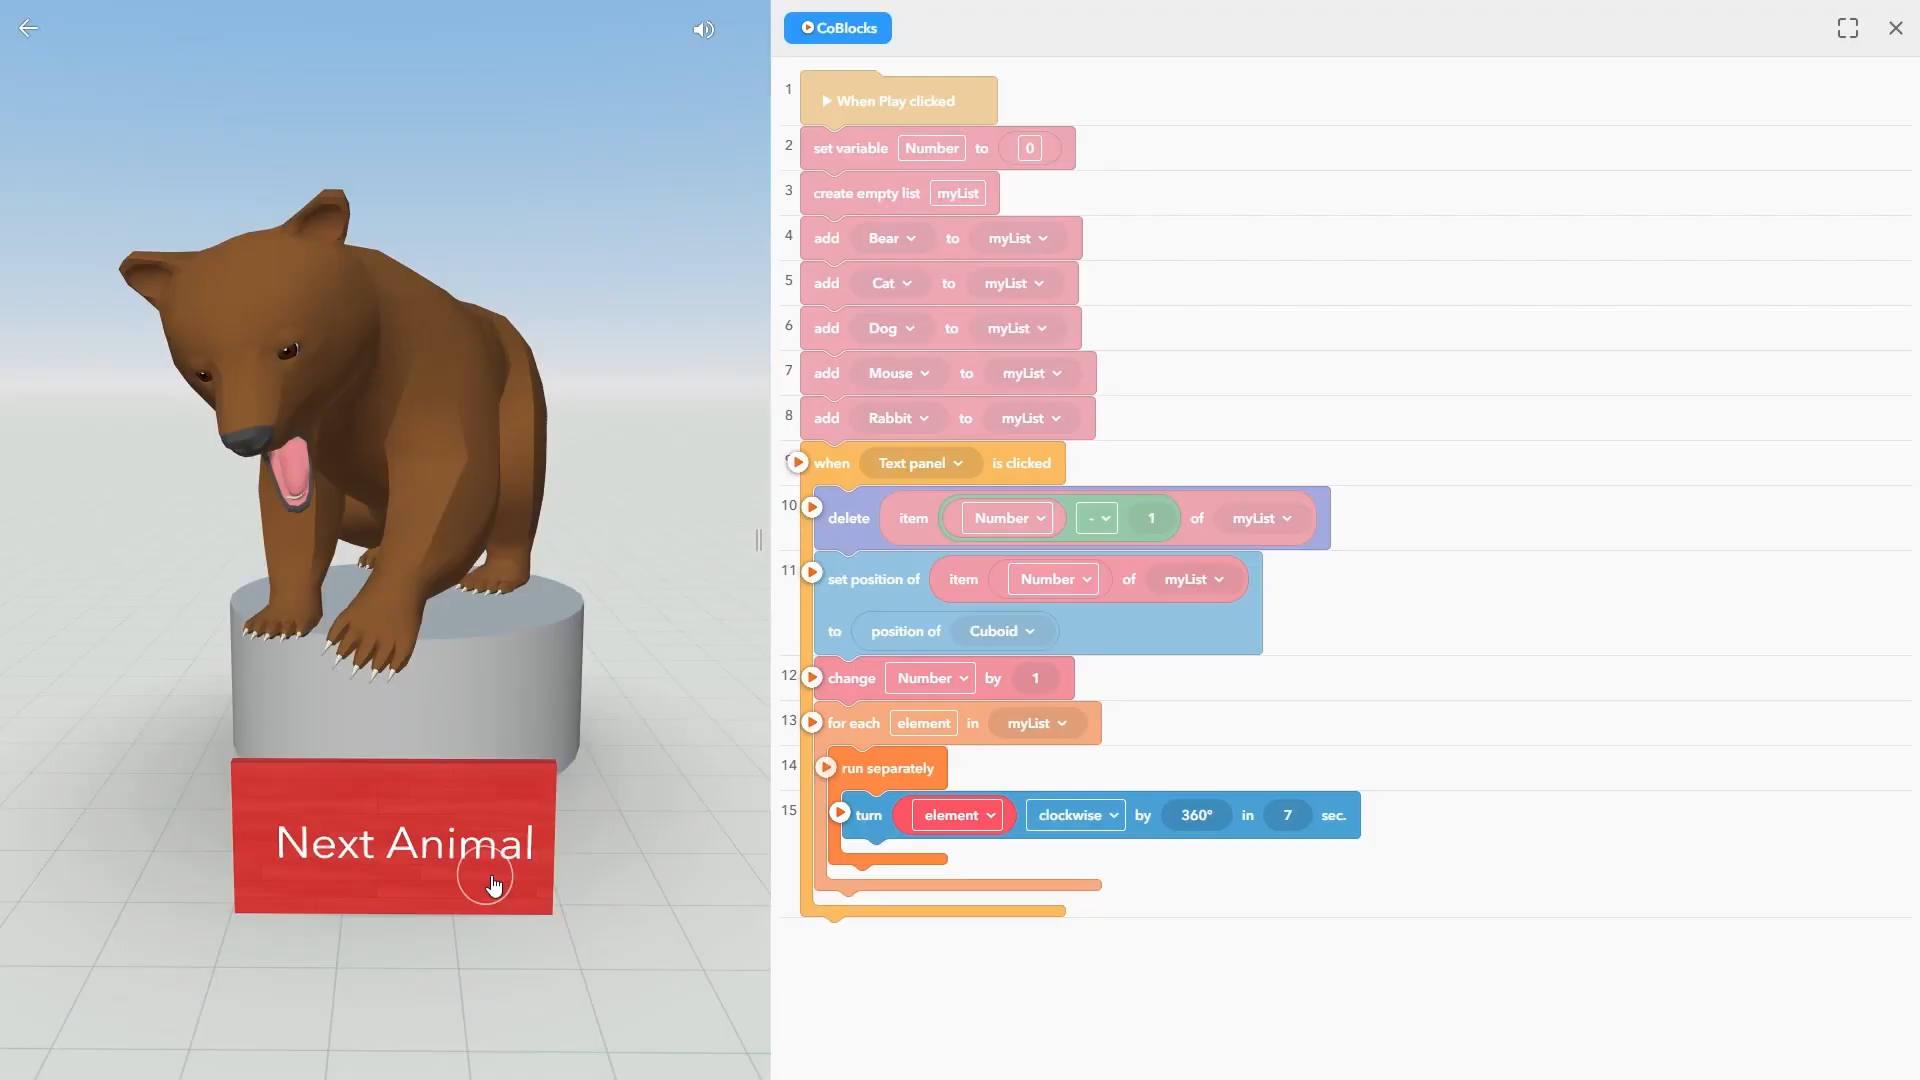 CoBlocks
1 When Play clicked
2 set variable Number to 0
3 create empty list myList
4 add Bear to myList
5 add Cat to myList
6 add Dog to myList
7 add Mouse to myList
8 add Rabbit to myList
when Text panel is clicked
10 delete item Number - 1 of myList
11 set position of item Number of myList
to position of Cuboid
12 change Number by 1
13 for each element in myList
14 run separately
15 turn element clockwise by 360° in 7 sec.
Next Animal